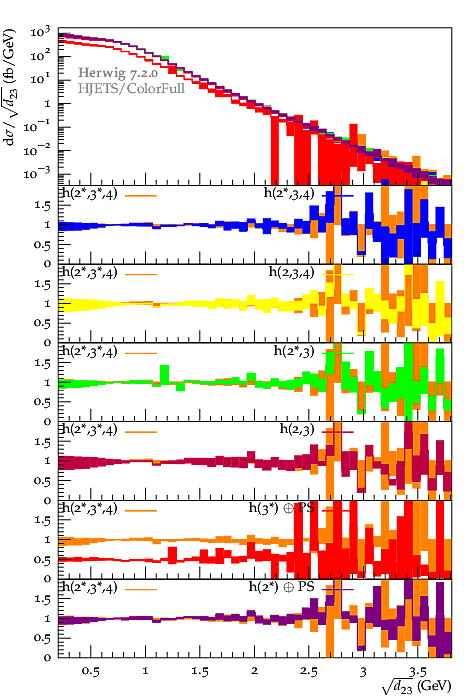 dσ/√d₂₃ (fb/GeV)
10³
10²
10¹
1
10⁻¹
10⁻²
10⁻³
Herwig 7.2.0
HJETS/ColorFull
h(2*,3*,4) h(2*,3,4)
1.5
1
0.5
0
h(2*,3*,4) h(2,3,4)
1.5
1
0.5
0
h(2*,3*,4) h(2*,3)
1.5
1
0.5
0
h(2*,3*,4) h(2,3)
1.5
1
0.5
0
h(2*,3*,4) h(3*) ⊕ PS
1.5
1
0.5
0
h(2*,3*,4) h(2*) ⊕ PS
1.5
1
0.5
0.5 1 1.5 2 2.5 3 3.5
√d₂₃ (GeV)